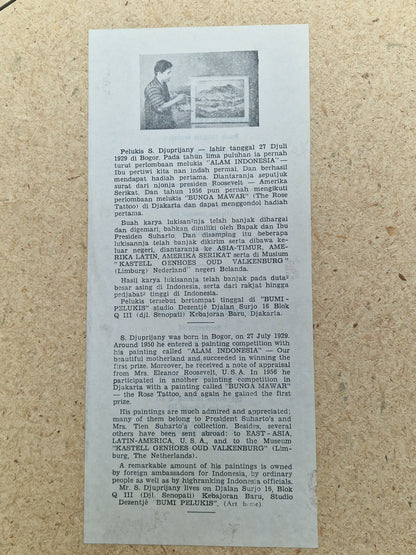 Pelukis S. Djuprijany — lahir tanggal 27 Djuli
1929 di Bogor. Pada tahun lima puluhan ia pernah
turut perlombaan melukis "ALAM INDONESIA" —
Ibu pertiwi kita nan indah permai. Dan berhasil
mendapat hadiah pertama. Diantaranja seputjuk
surat dari njonja presiden Roosevelt — Amerika
Serikat. Dan tahun 1956 pun pernah mengikuti
perlombaan melukis "BUNGA MAWAR" (The Rose
Tattoo) di Djakarta dan dapat menggondol hadiah
pertama.
Buah karya lukisan²nja telah banjak dihargai
dan digemari, bahkan dimiliki oleh Bapak dan Ibu
Presiden Suharto. Dan disamping itu beberapa
lukisannja telah banjak dikirim serta dibawa ke-
luar negeri, diantaranja ke ASIA-TIMUR, AME-
RIKA LATIN, AMERIKA SERIKAT serta di Musium
"KASTELL GENHOES OUD VALKENBURG"
(Limburg Nederland) negeri Belanda.
Hasil karya lukisannja telah banjak pada duta²
besar asing di Indonesia, serta dari rakjat hingga
pedjabat² tinggi di Indonesia.
Pelukis tersebut bertempat tinggal di "BUMI -
PELUKIS" studio Dezentjé Djalan Surjo 16 Blok
Q III (djl. Senopati) Kebajoran Baru, Djakarta.
S. Djuprijany was born in Bogor, on 27 July 1929.
Around 1950 he entered a painting competition with
his painting called "ALAM INDONESIA" — Our
beautiful motherland and succeeded in winning the
first prize. Moreover, he received a note of appraisal
from Mrs. Eleanor Roosevelt, U. S. A. In 1956 he
participated in another painting competition in
Djakarta with a painting called "BUNGA MAWAR"
— the Rose Tattoo, and again he gained the first
prize.
His paintings are much admired and appreciated;
many of them belong to President Suharto's and
Mrs. Tien Suharto's collection. Besides, several
others have been sent abroad: to EAST - ASIA,
LATIN-AMERICA, U. S. A., and to the Museum
"KASTELL GENHOES OUD VALKENBURG" (Lim-
burg, The Netherlands).
A remarkable amount of his paintings is owned
by foreign ambassadors for Indonesia, by ordinary
people as well as by highranking Indonesia officials.
Mr. S. Djuprijany lives on Djalan Surjo 16, Blok
Q III (Djl. Senopati) Kebajoran Baru, Studio
Dezentjé "BUMI PELUKIS", (Art home).